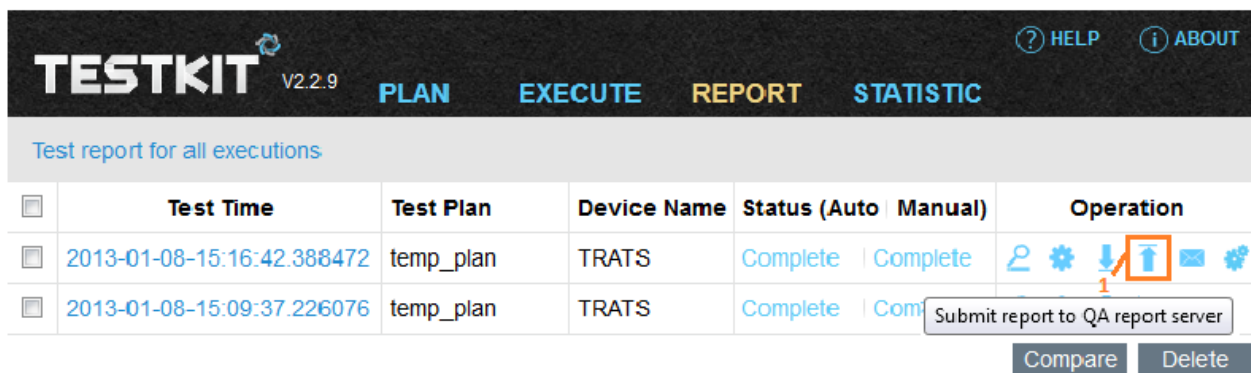 HELP ABOUT
TESTKIT V2.2.9 PLAN EXECUTE REPORT STATISTIC
Test report for all executions
Test Time Test Plan Device Name Status (Auto | Manual) Operation
2013-01-08-15:16:42.388472 temp_plan TRATS Complete | Complete
1
2013-01-08-15:09:37.226076 temp_plan TRATS Complete |
Submit report to QA report server
Compare Delete